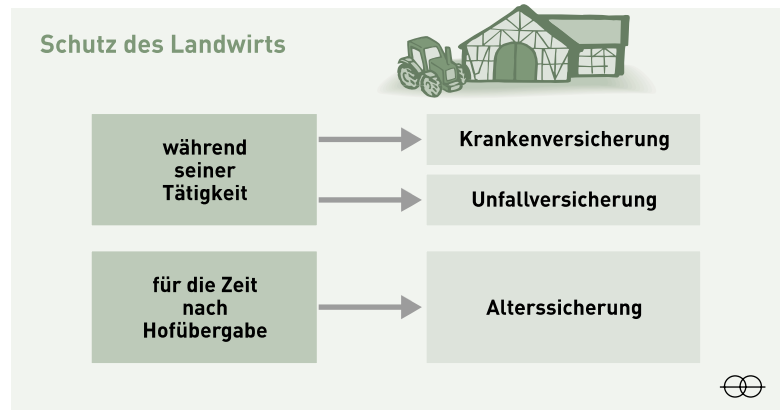 Schutz des Landwirts
während
seiner
Tätigkeit
Krankenversicherung
Unfallversicherung
für die Zeit
nach
Hofübergabe
Alterssicherung